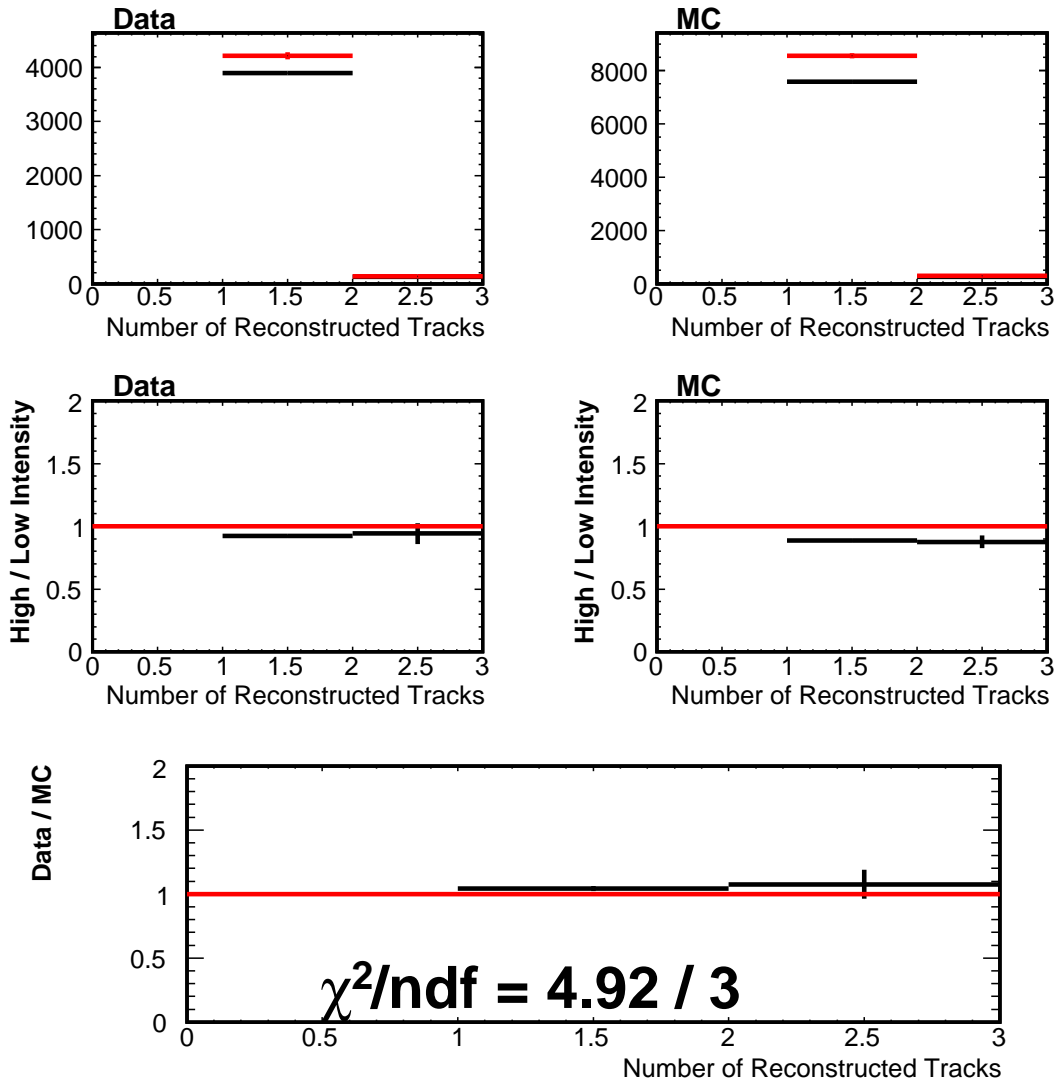 Data
4000
3000
2000
1000
0
0 0.5 1 1.5 2 2.5 3
Number of Reconstructed Tracks
MC
8000
6000
4000
2000
0
0 0.5 1 1.5 2 2.5 3
Number of Reconstructed Tracks
Data
High / Low Intensity
2
1.5
1
0.5
0
0 0.5 1 1.5 2 2.5 3
Number of Reconstructed Tracks
MC
High / Low Intensity
2
1.5
1
0.5
0
0 0.5 1 1.5 2 2.5 3
Number of Reconstructed Tracks
Data / MC
2
1.5
1
0.5
0
χ²/ndf = 4.92 / 3
0 0.5 1 1.5 2 2.5 3
Number of Reconstructed Tracks